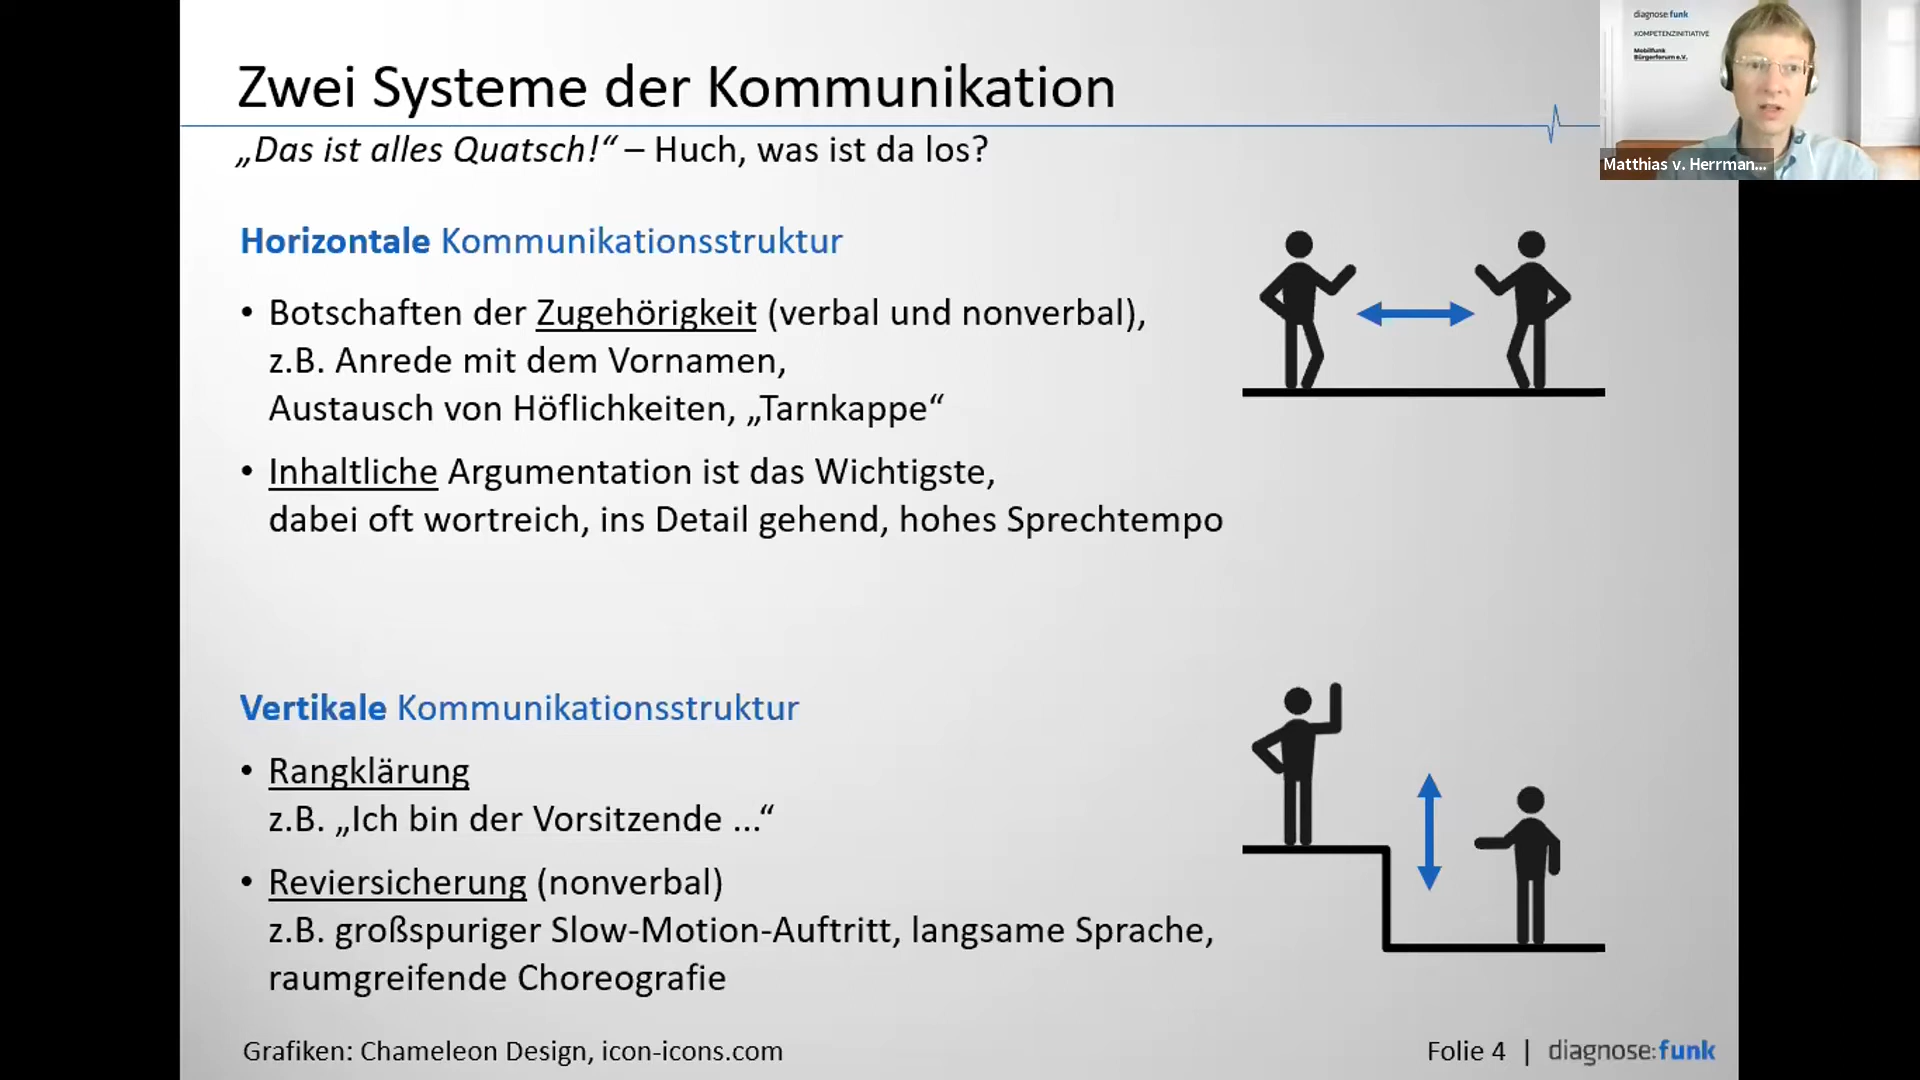 Zwei Systeme der Kommunikation
„Das ist alles Quatsch!“ – Huch, was ist da los?
Horizontale Kommunikationsstruktur
• Botschaften der Zugehörigkeit (verbal und nonverbal),
z.B. Anrede mit dem Vornamen,
Austausch von Höflichkeiten, „Tarnkappe“
• Inhaltliche Argumentation ist das Wichtigste,
dabei oft wortreich, ins Detail gehend, hohes Sprechtempo
Vertikale Kommunikationsstruktur
• Rangklärung
z.B. „Ich bin der Vorsitzende ...“
• Reviersicherung (nonverbal)
z.B. großspuriger Slow-Motion-Auftritt, langsame Sprache,
raumgreifende Choreografie
Grafiken: Chameleon Design, icon-icons.com
Folie 4 | diagnose:funk
diagnose:funk
KOMPETENZINITIATIVE
Mobilfunk
Bürgerforum e.V.
Matthias v. Herrman...